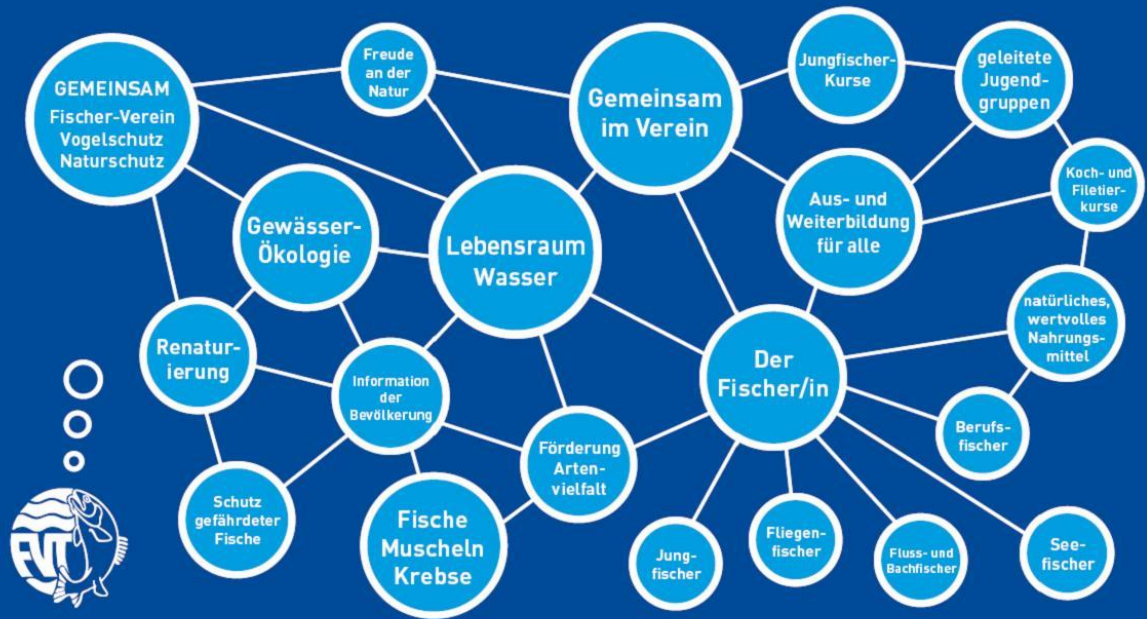 GEMEINSAM
Fischer-Verein
Vogelschutz
Naturschutz
Freude
an der
Natur
Gemeinsam
im Verein
Jungfischer-
Kurse
geleitete
Jugend-
gruppen
Koch- und
Filetier-
kurse
Aus- und
Weiterbildung
für alle
Gewässer-
Ökologie
Lebensraum
Wasser
natürliches,
wertvolles
Nahrungs-
mittel
Renatur-
ierung
Information
der
Bevölkerung
Der
Fischer/in
Berufs-
fischer
Förderung
Arten-
vielfalt
Schutz
gefährdeter
Fische
Fische
Muscheln
Krebse
Jung-
fischer
Fliegen-
fischer
Fluss- und
Bachfischer
See-
fischer
FVT